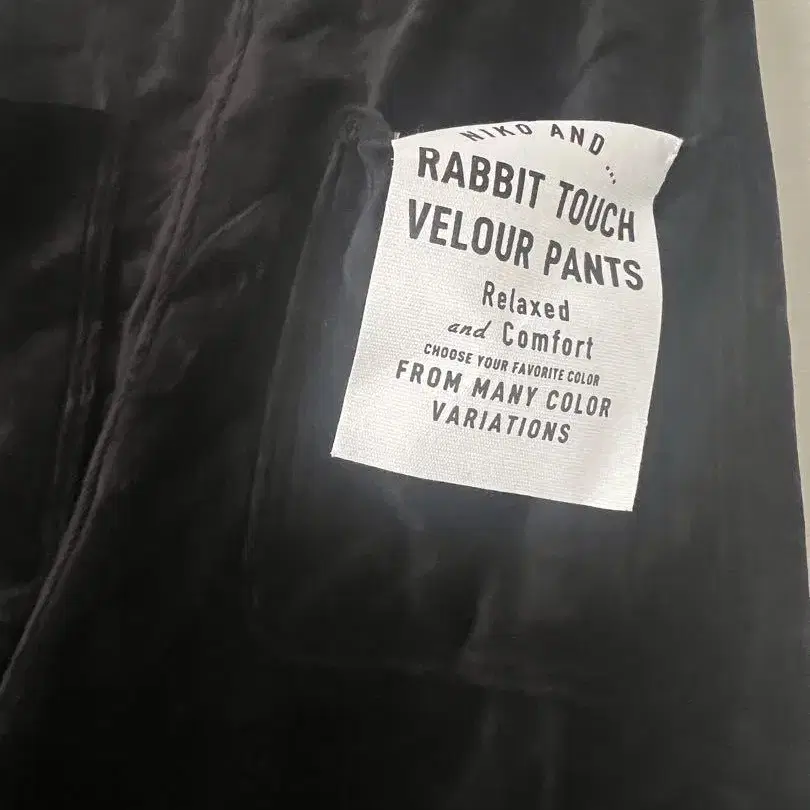 NIKO AND ...
RABBIT TOUCH
VELOUR PANTS
Relaxed
and Comfort
CHOOSE YOUR FAVORITE COLOR
FROM MANY COLOR
VARIATIONS